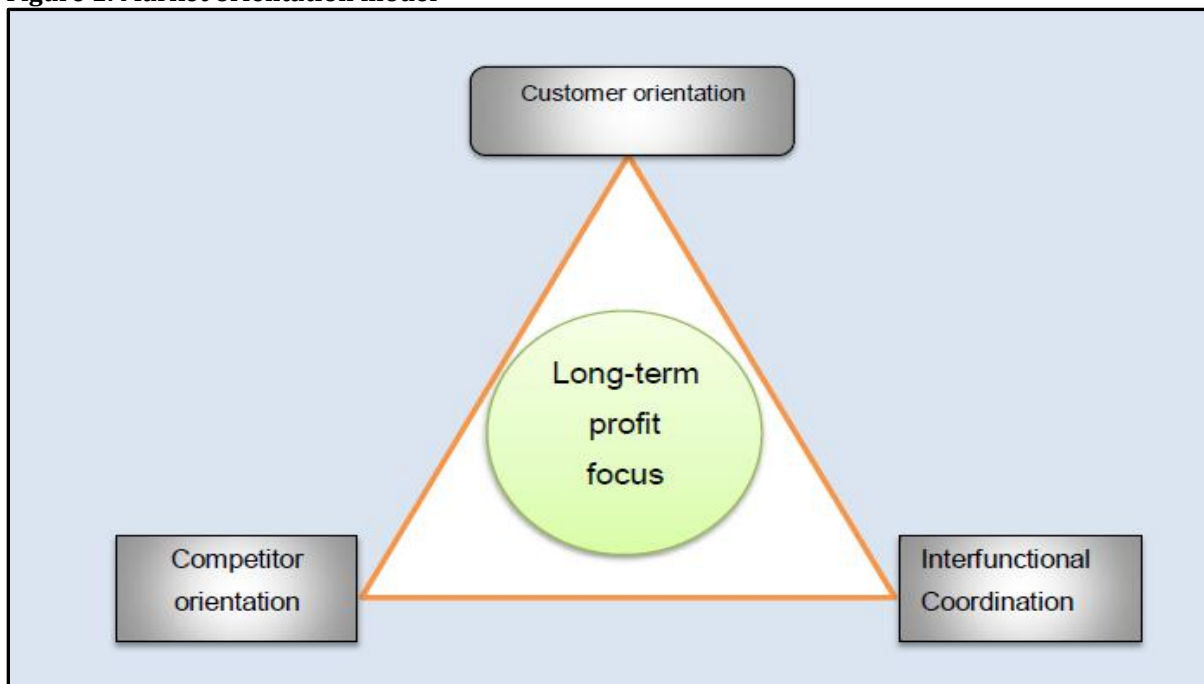 Customer orientation
Long-term
profit
focus
Competitor
orientation
Interfunctional
Coordination